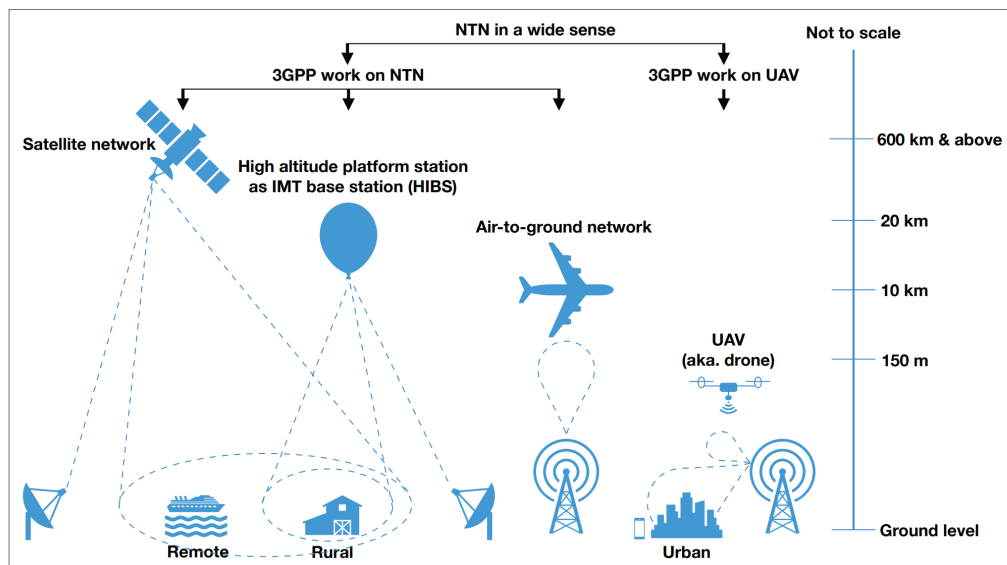 NTN in a wide sense
Not to scale
3GPP work on NTN
3GPP work on UAV
Satellite network
600 km & above
High altitude platform station
as IMT base station (HIBS)
20 km
Air-to-ground network
10 km
UAV
(aka. drone)
150 m
Remote
Rural
Urban
Ground level